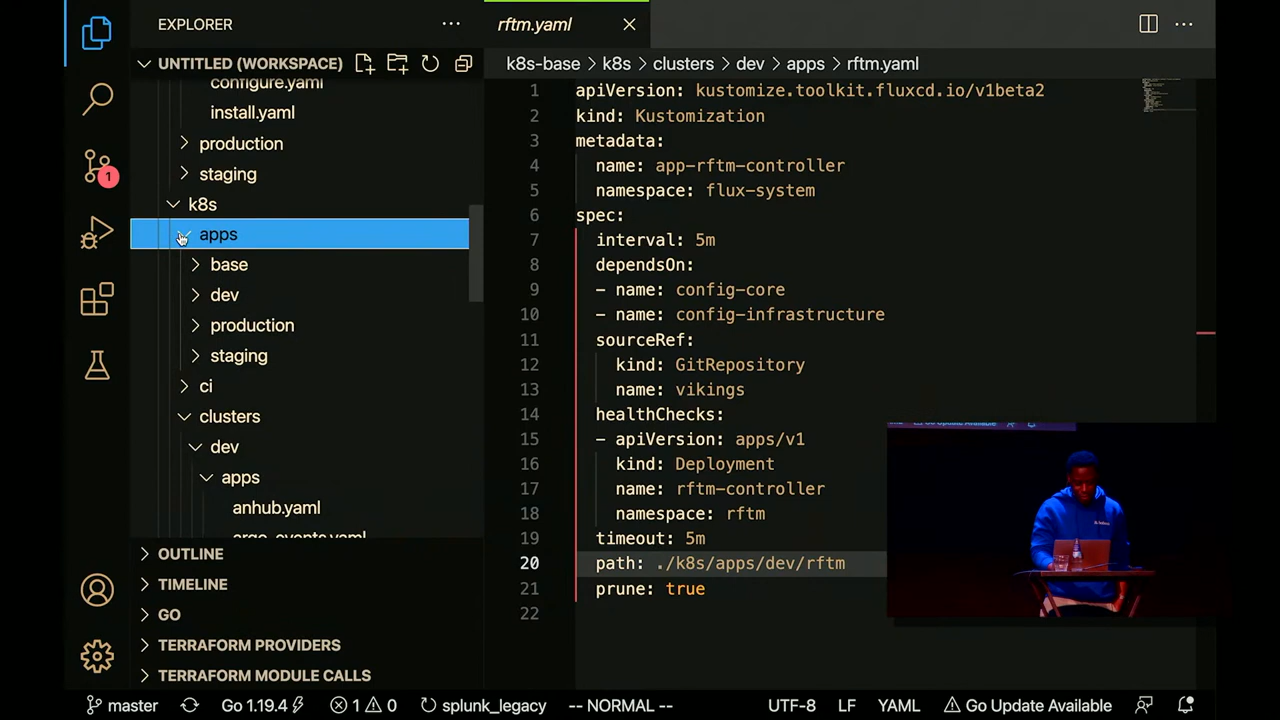 EXPLORER
rftm.yaml
UNTITLED (WORKSPACE)
k8s-base > k8s > clusters > dev > apps > rftm.yaml
configure.yaml
install.yaml
production
staging
k8s
apps
base
dev
production
staging
ci
clusters
dev
apps
anhub.yaml
argo_events.yaml
OUTLINE
TIMELINE
GO
TERRAFORM PROVIDERS
TERRAFORM MODULE CALLS
1
1 apiVersion: kustomize.toolkit.fluxcd.io/v1beta2
2 kind: Kustomization
3 metadata:
4 name: app-rftm-controller
5 namespace: flux-system
6 spec:
7 interval: 5m
8 dependsOn:
9 - name: config-core
10 - name: config-infrastructure
11 sourceRef:
12 kind: GitRepository
13 name: vikings
14 healthChecks:
15 - apiVersion: apps/v1
16 kind: Deployment
17 name: rftm-controller
18 namespace: rftm
19 timeout: 5m
20 path: ./k8s/apps/dev/rftm
21 prune: true
22
Go Update Available
master
Go 1.19.4
1 0
splunk_legacy
-- NORMAL --
UTF-8
LF
YAML
Go Update Available